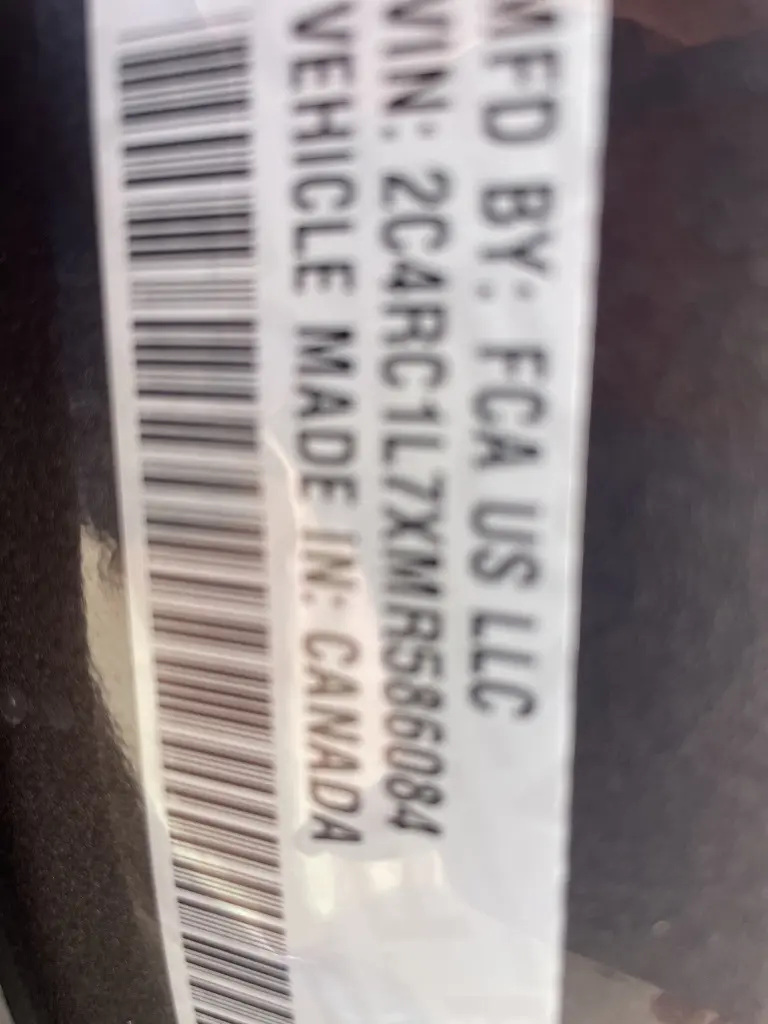 MFD BY: FCA US LLC
VIN: 2C4RC1L7XMR586084
VEHICLE MADE IN: CANADA